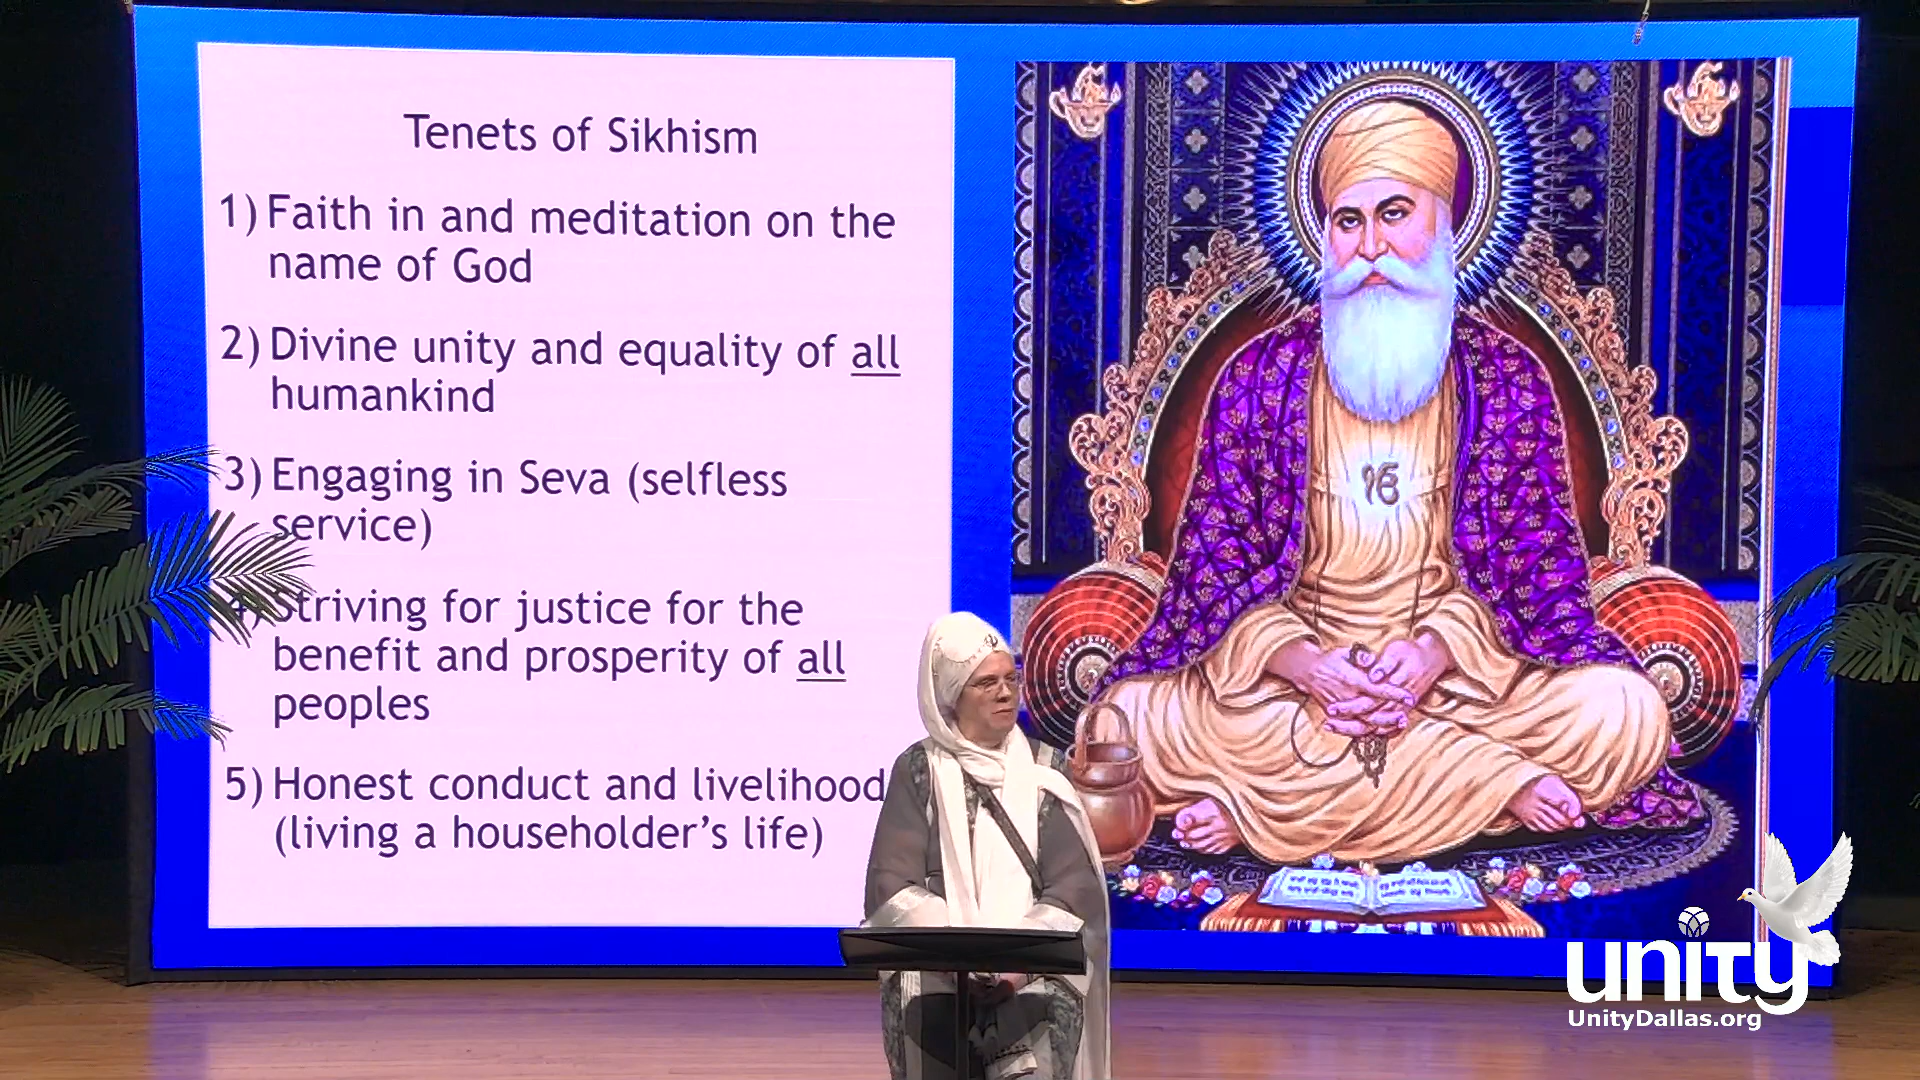 Tenets of Sikhism
1) Faith in and meditation on the
name of God
2) Divine unity and equality of all
humankind
3) Engaging in Seva (selfless
service)
4) Striving for justice for the
benefit and prosperity of all
peoples
5) Honest conduct and livelihood
(living a householder's life)
ੴ
unity
UnityDallas.org